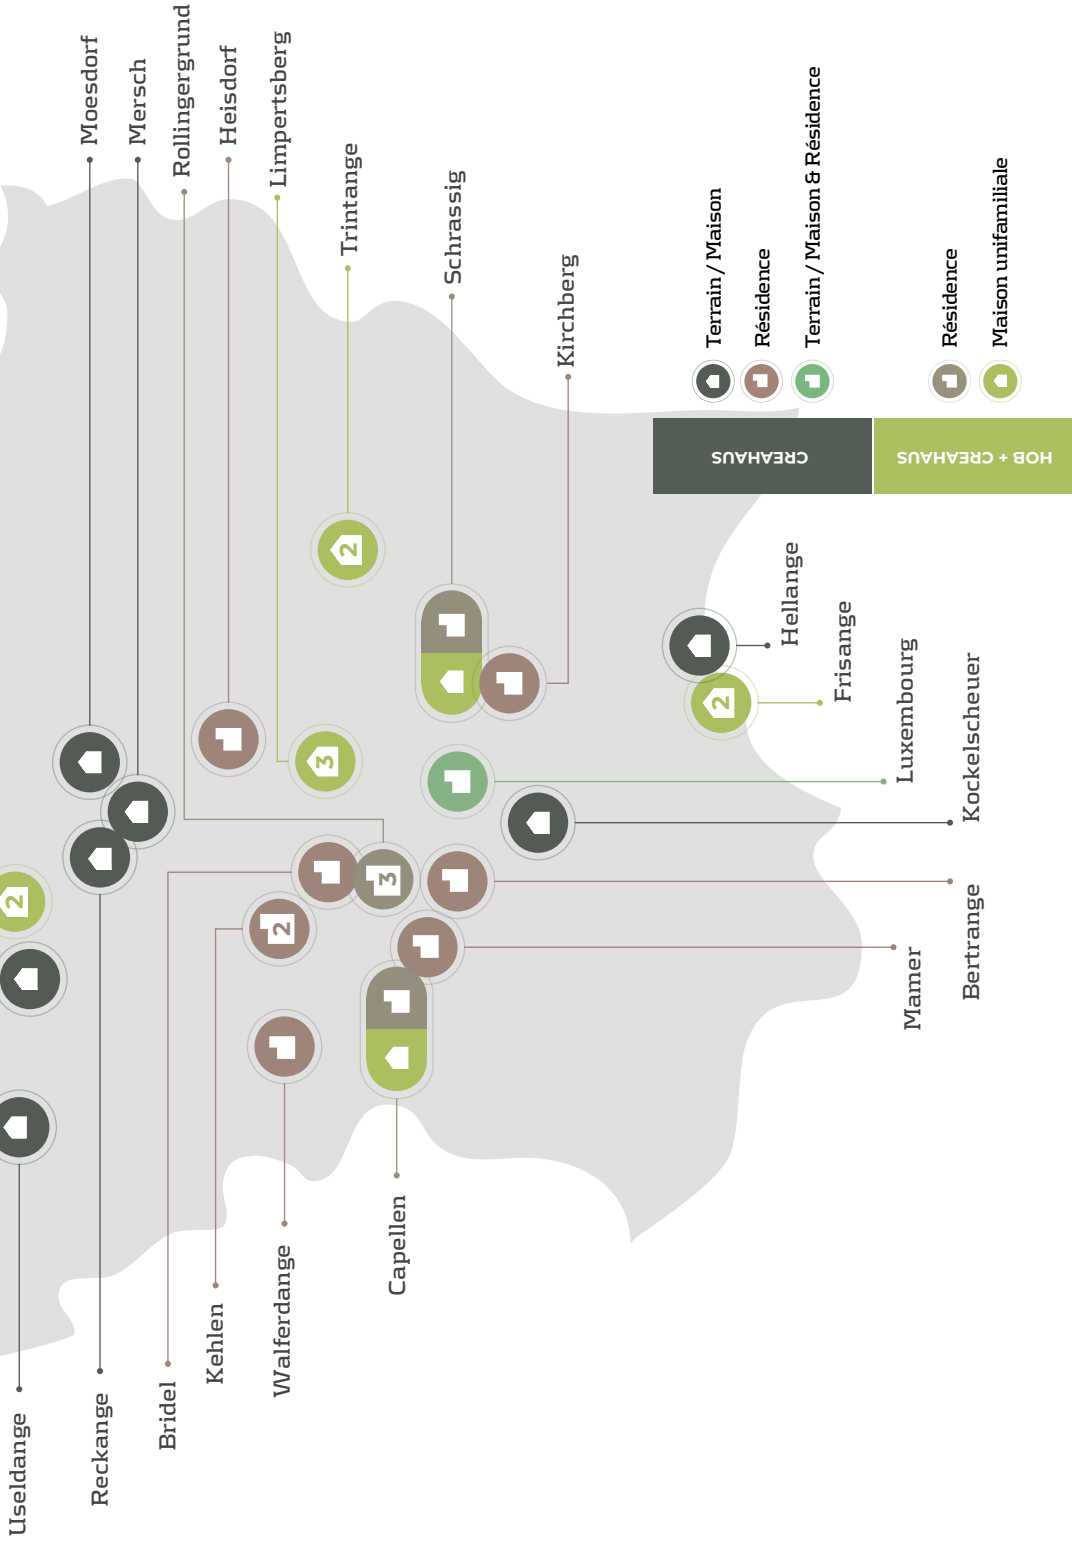 Moesdorf
Mersch
Rollingergrund
Heisdorf
Limpertsberg
Trintange
Schrassig
Kirchberg
Useldange
Reckange
Bridel
Kehlen
Walferdange
Capellen
Mamer
Bertrange
Kockelscheuer
Luxembourg
Frisange
Hellange
2
3
2
2
3
2
CREAHAUS
Terrain / Maison
Résidence
Terrain / Maison & Résidence
HOB + CREAHAUS
Résidence
Maison unifamiliale